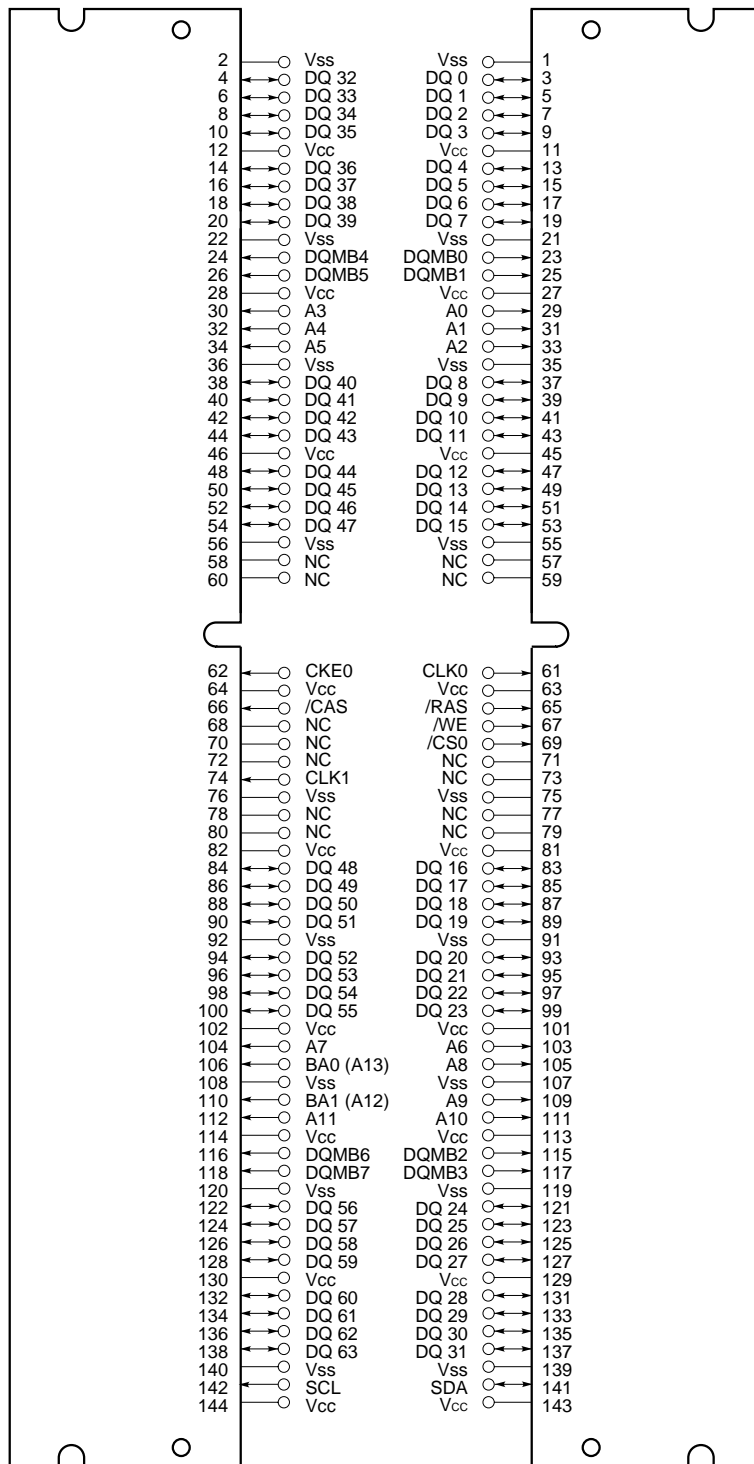 2 Vss Vss 1
4 DQ 32 DQ 0 3
6 DQ 33 DQ 1 5
8 DQ 34 DQ 2 7
10 DQ 35 DQ 3 9
12 Vcc Vcc 11
14 DQ 36 DQ 4 13
16 DQ 37 DQ 5 15
18 DQ 38 DQ 6 17
20 DQ 39 DQ 7 19
22 Vss Vss 21
24 DQMB4 DQMB0 23
26 DQMB5 DQMB1 25
28 Vcc Vcc 27
30 A3 A0 29
32 A4 A1 31
34 A5 A2 33
36 Vss Vss 35
38 DQ 40 DQ 8 37
40 DQ 41 DQ 9 39
42 DQ 42 DQ 10 41
44 DQ 43 DQ 11 43
46 Vcc Vcc 45
48 DQ 44 DQ 12 47
50 DQ 45 DQ 13 49
52 DQ 46 DQ 14 51
54 DQ 47 DQ 15 53
56 Vss Vss 55
58 NC NC 57
60 NC NC 59
62 CKE0 CLK0 61
64 Vcc Vcc 63
66 /CAS /RAS 65
68 NC /WE 67
70 NC /CS0 69
72 NC NC 71
74 CLK1 NC 73
76 Vss Vss 75
78 NC NC 77
80 NC NC 79
82 Vcc Vcc 81
84 DQ 48 DQ 16 83
86 DQ 49 DQ 17 85
88 DQ 50 DQ 18 87
90 DQ 51 DQ 19 89
92 Vss Vss 91
94 DQ 52 DQ 20 93
96 DQ 53 DQ 21 95
98 DQ 54 DQ 22 97
100 DQ 55 DQ 23 99
102 Vcc Vcc 101
104 A7 A6 103
106 BA0 (A13) A8 105
108 Vss Vss 107
110 BA1 (A12) A9 109
112 A11 A10 111
114 Vcc Vcc 113
116 DQMB6 DQMB2 115
118 DQMB7 DQMB3 117
120 Vss Vss 119
122 DQ 56 DQ 24 121
124 DQ 57 DQ 25 123
126 DQ 58 DQ 26 125
128 DQ 59 DQ 27 127
130 Vcc Vcc 129
132 DQ 60 DQ 28 131
134 DQ 61 DQ 29 133
136 DQ 62 DQ 30 135
138 DQ 63 DQ 31 137
140 Vss Vss 139
142 SCL SDA 141
144 Vcc Vcc 143